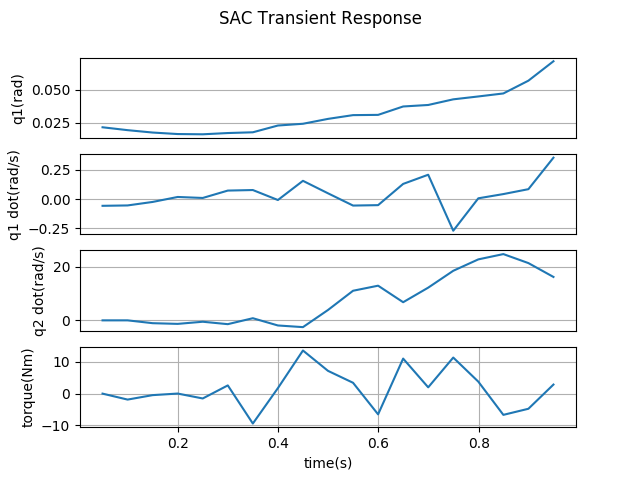 SAC Transient Response
q1(rad)
0.050
0.025
q1 dot(rad/s)
0.25
0.00
−0.25
q2 dot(rad/s)
20
0
torque(Nm)
10
0
−10
0.2 0.4 0.6 0.8
time(s)